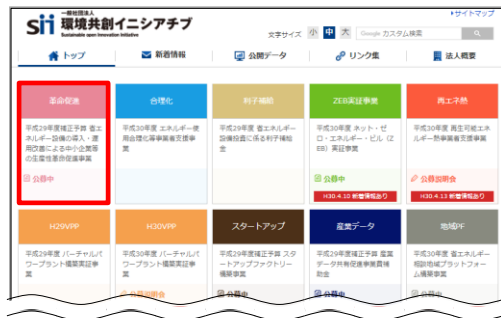 ▶サイトマップ
一般社団法人
Sii 環境共創イニシアチブ
Sustainable open Innovation Initiative
文字サイズ 小 中 大 Google カスタム検索
トップ 新着情報 公開データ リンク集 法人概要
革命促進 合理化 利子補給 ZEB実証事業 再エネ熱
平成29年度補正予算 省エネルギー設備の導入・運用改善による中小企業等の生産性革命促進事業
平成30年度 エネルギー使用合理化等事業者支援事業
平成30年度 省エネルギー設備投資に係る利子補給金
平成30年度 ネット・ゼロ・エネルギー・ビル（ZEB）実証事業
平成30年度 再生可能エネルギー熱事業者支援事業
公募中 公募中 公募説明会
H30.4.10 新着情報あり H30.4.13 新着情報あり
H29VPP H30VPP スタートアップ 産業データ 地域PF
平成29年度 バーチャルパワープラント構築実証事業
平成30年度 バーチャルパワープラント構築実証事業
平成29年度補正予算 スタートアップファクトリー構築事業
平成29年度補正予算 産業データ共有促進事業費補助金
平成30年度 省エネルギー相談地域プラットフォーム構築事業
公募説明会 公募中 公募中 公募中